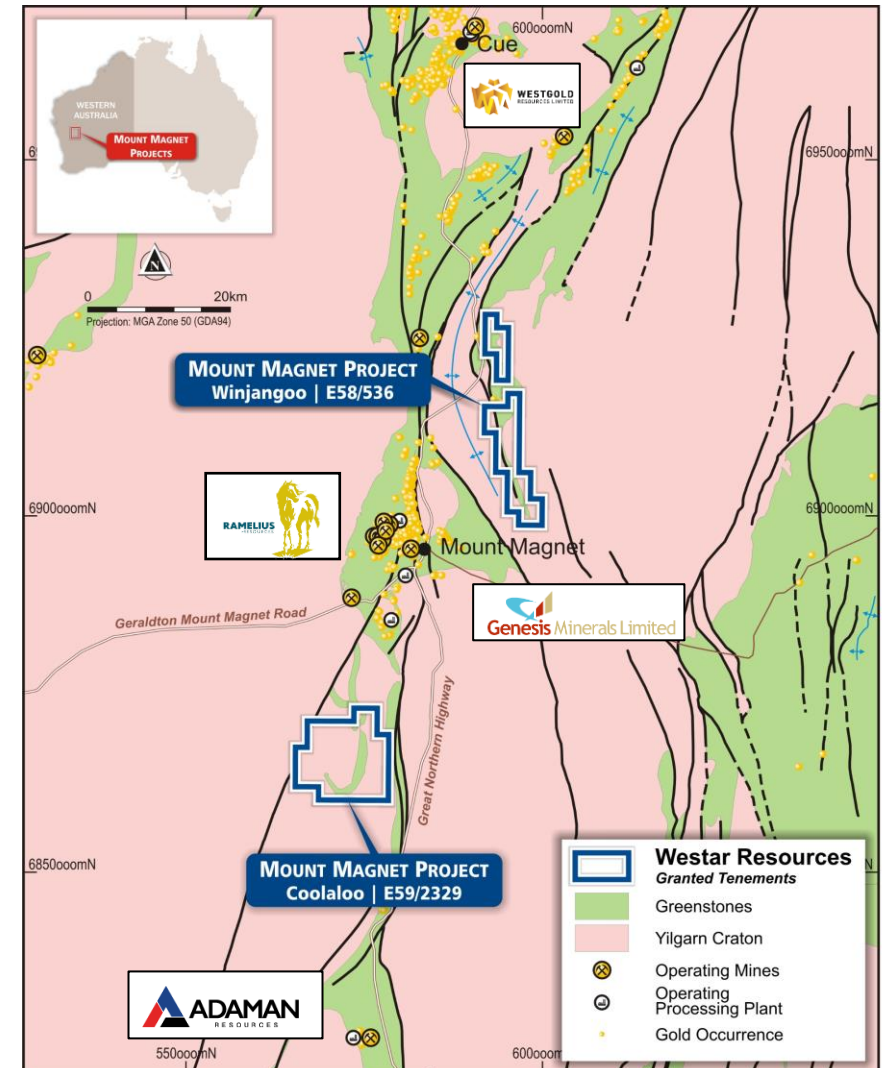 600000mN
Cue
WESTGOLD
RESOURCES LIMITED
WESTERN
AUSTRALIA
MOUNT MAGNET
PROJECTS
6950000mN
N
0 20km
Projection: MGA Zone 50 (GDA94)
MOUNT MAGNET PROJECT
Winjangoo | E58/536
6900000mN
6900000mN
RAMELIUS
RESOURCES
Mount Magnet
Geraldton Mount Magnet Road
Genesis Minerals Limited
Great Northern Highway
MOUNT MAGNET PROJECT
Coolaloo | E59/2329
6850000mN
Westar Resources
Granted Tenements
Greenstones
Yilgarn Craton
Operating Mines
Operating
Processing Plant
Gold Occurrence
ADAMAN
RESOURCES
550000mN